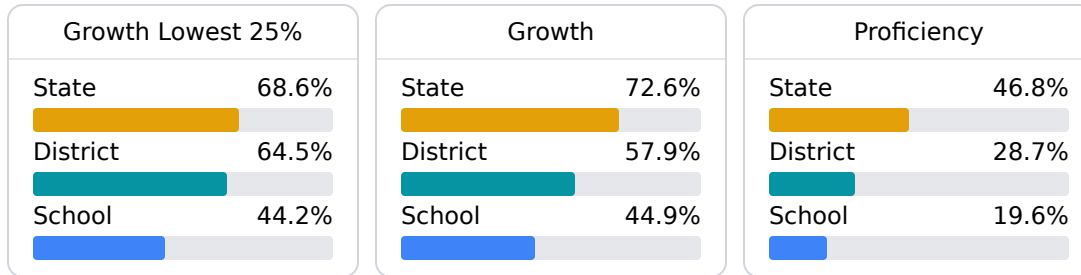 Growth Lowest 25%
State 68.6%
District 64.5%
School 44.2%
Growth
State 72.6%
District 57.9%
School 44.9%
Proficiency
State 46.8%
District 28.7%
School 19.6%